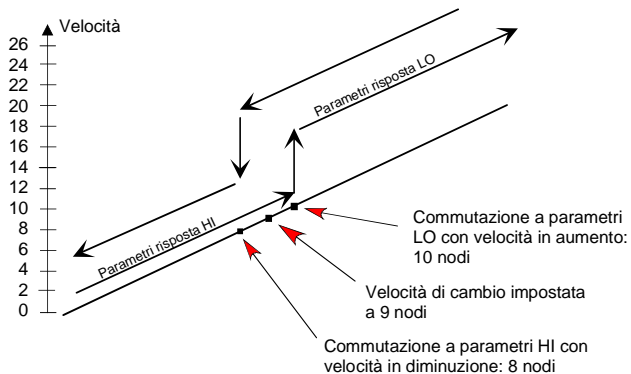 Velocità
26
24
22
20
18
16
14
12
10
8
6
4
2
0
Parametri risposta LO
Parametri risposta HI
Commutazione a parametri
LO con velocità in aumento:
10 nodi
Velocità di cambio impostata
a 9 nodi
Commutazione a parametri HI con
velocità in diminuzione: 8 nodi